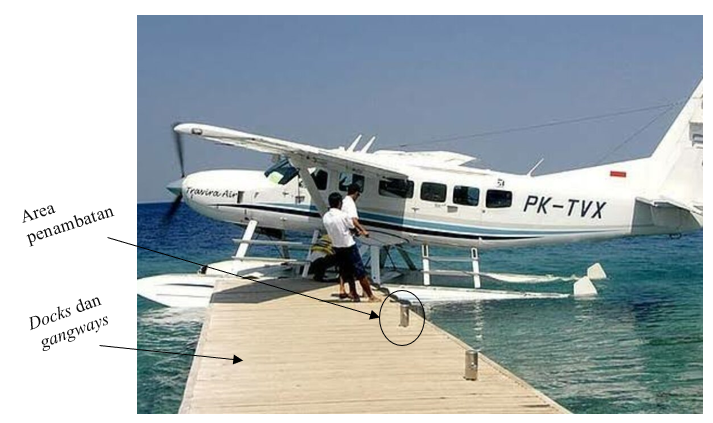 Travira Air
PK-TVX
Area
penambatan
Docks dan
gangways